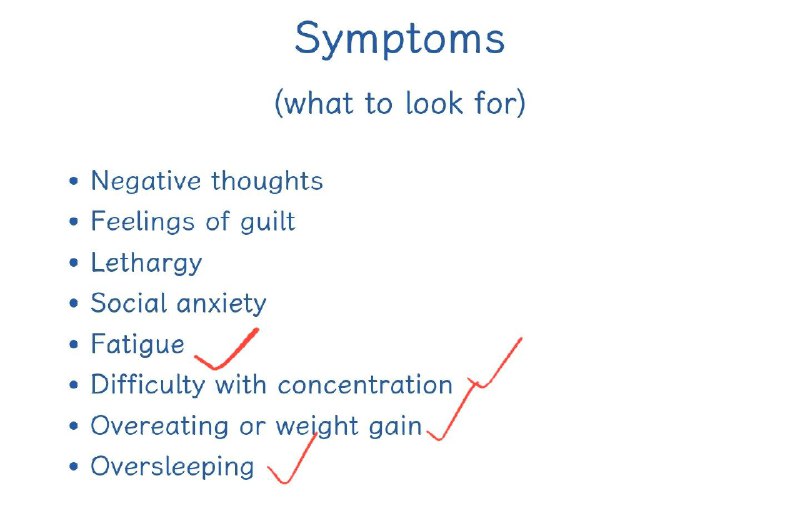 Symptoms
(what to look for)
• Negative thoughts
• Feelings of guilt
• Lethargy
• Social anxiety
• Fatigue
• Difficulty with concentration
• Overeating or weight gain
• Oversleeping